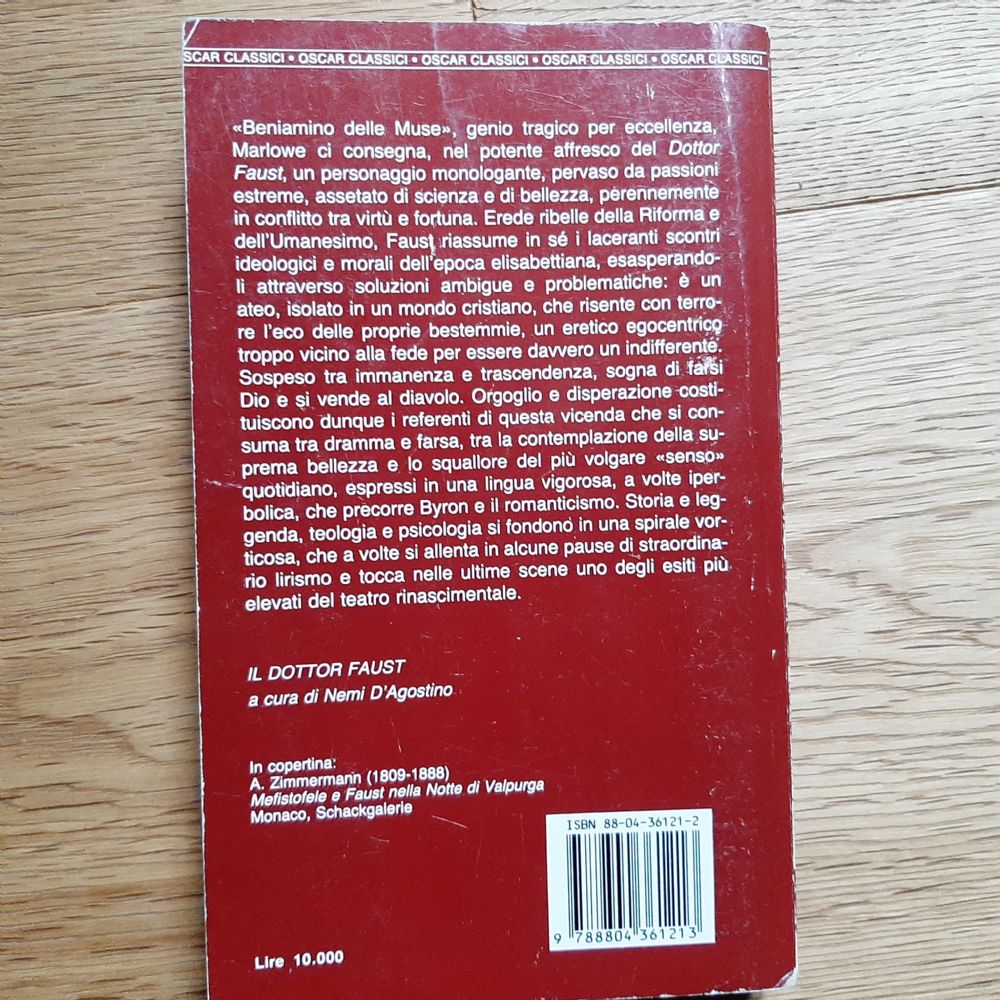 SCAR CLASSICI • OSCAR CLASSICI • OSCAR CLASSICI • OSCAR CLASSICI • OSCAR CLASSICI
«Beniamino delle Muse», genio tragico per eccellenza,
Marlowe ci consegna, nel potente affresco del Dottor
Faust, un personaggio monologante, pervaso da passioni
estreme, assetato di scienza e di bellezza, perennemente
in conflitto tra virtù e fortuna. Erede ribelle della Riforma e
dell'Umanesimo, Faust riassume in sé i laceranti scontri
ideologici e morali dell'epoca elisabettiana, esasperando-
li attraverso soluzioni ambigue e problematiche: è un
ateo, isolato in un mondo cristiano, che risente con terro-
re l'eco delle proprie bestemmie, un eretico egocentrico
troppo vicino alla fede per essere davvero un indifferente.
Sospeso tra immanenza e trascendenza, sogna di farsi
Dio e si vende al diavolo. Orgoglio e disperazione costi-
tuiscono dunque i referenti di questa vicenda che si con-
suma tra dramma e farsa, tra la contemplazione della su-
prema bellezza e lo squallore del più volgare «senso»
quotidiano, espressi in una lingua vigorosa, a volte iper-
bolica, che precorre Byron e il romanticismo. Storia e leg-
genda, teologia e psicologia si fondono in una spirale vor-
ticosa, che a volte si allenta in alcune pause di straordina-
rio lirismo e tocca nelle ultime scene uno degli esiti più
elevati del teatro rinascimentale.
IL DOTTOR FAUST
a cura di Nemi D'Agostino
In copertina:
A. Zimmermann (1809-1888)
Mefistofele e Faust nella Notte di Valpurga
Monaco, Schackgalerie
ISBN 88-04-36121-2
9 788804 361213
Lire 10.000